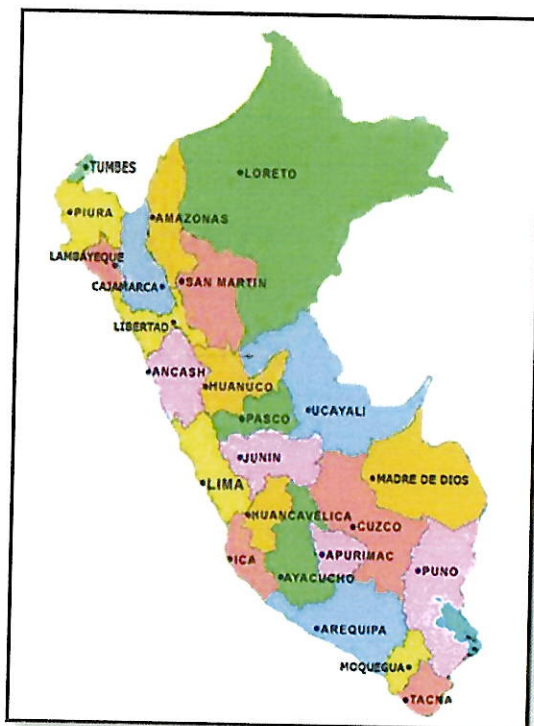 TUMBES
LORETO
PIURA
AMAZONAS
LAMBAYEQUE
CAJAMARCA
SAN MARTIN
LIBERTAD
ANCASH
HUANUCO
UCAYALI
PASCO
JUNIN
LIMA
MADRE DE DIOS
HUANCAVELICA
CUZCO
ICA
APURIMAC
PUNO
AYACUCHO
AREQUIPA
MOQUEGUA
TACNA